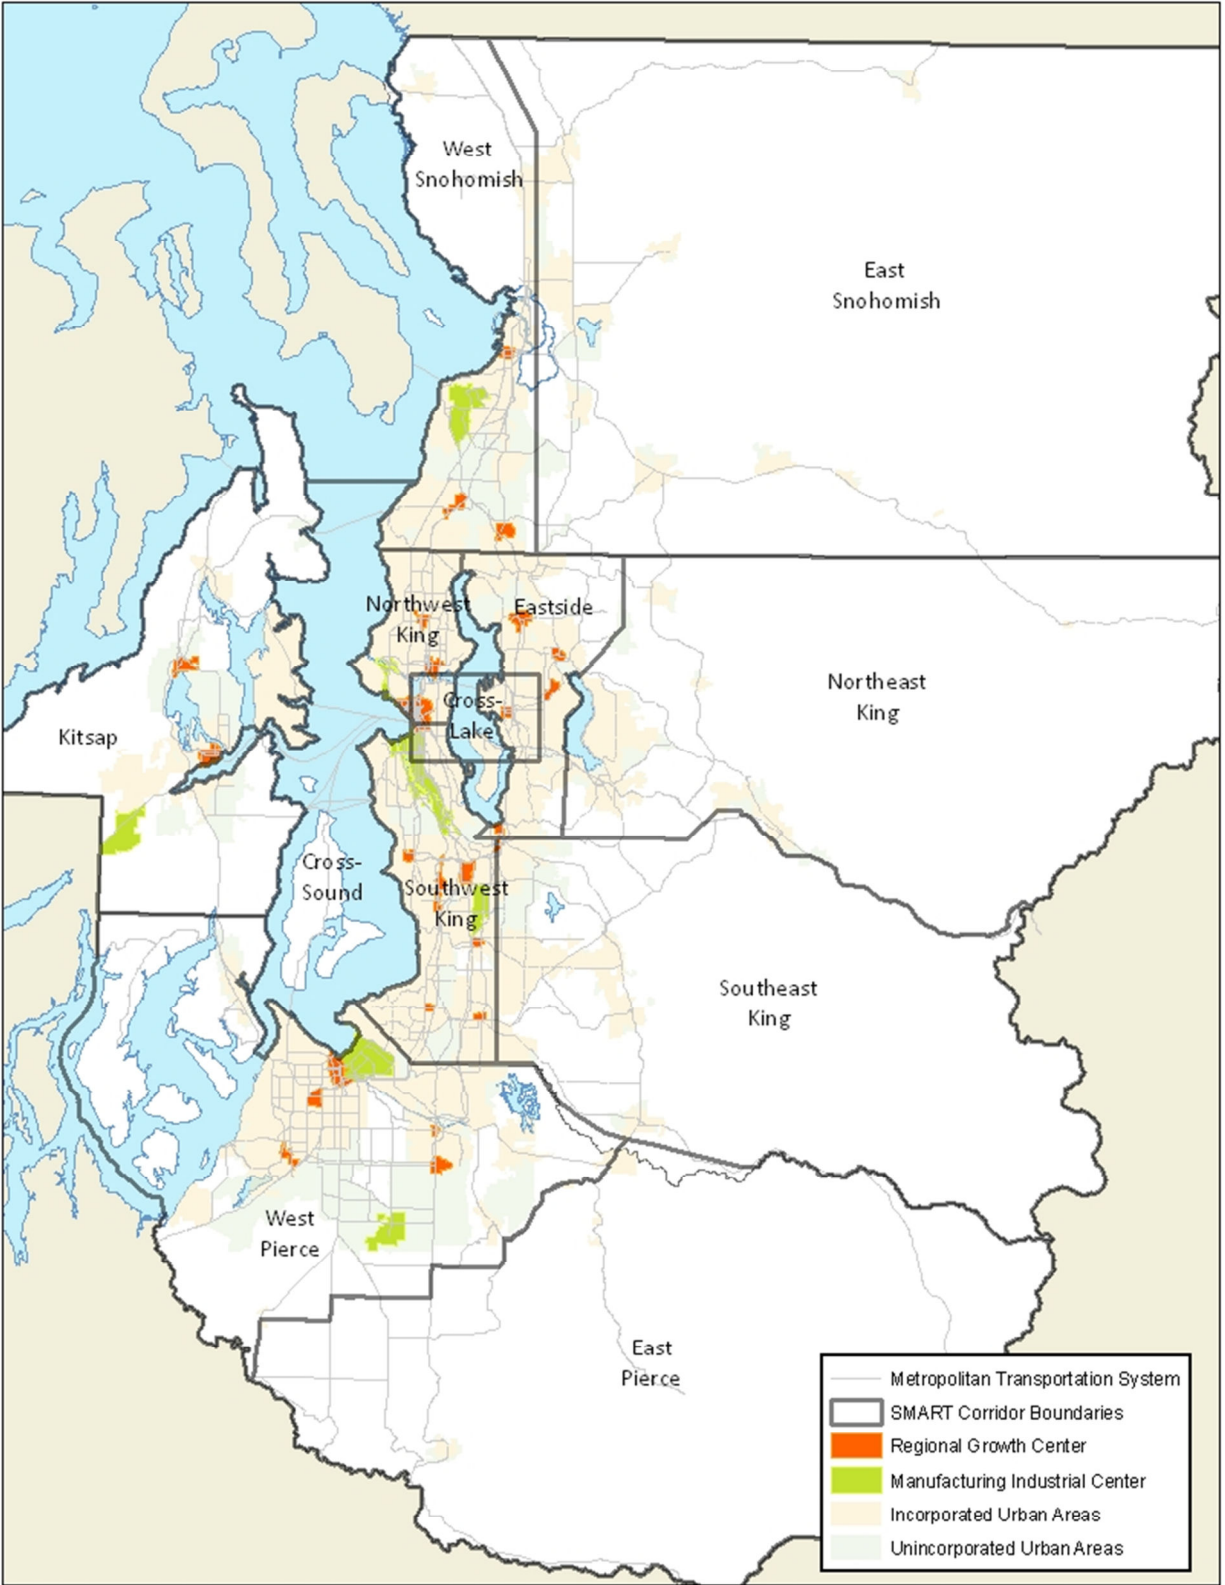 West
Snohomish
East
Snohomish
Northwest
King
Eastside
Northeast
King
Cross-
Lake
Kitsap
Cross-
Sound
Southwest
King
Southeast
King
West
Pierce
East
Pierce
Metropolitan Transportation System
SMART Corridor Boundaries
Regional Growth Center
Manufacturing Industrial Center
Incorporated Urban Areas
Unincorporated Urban Areas